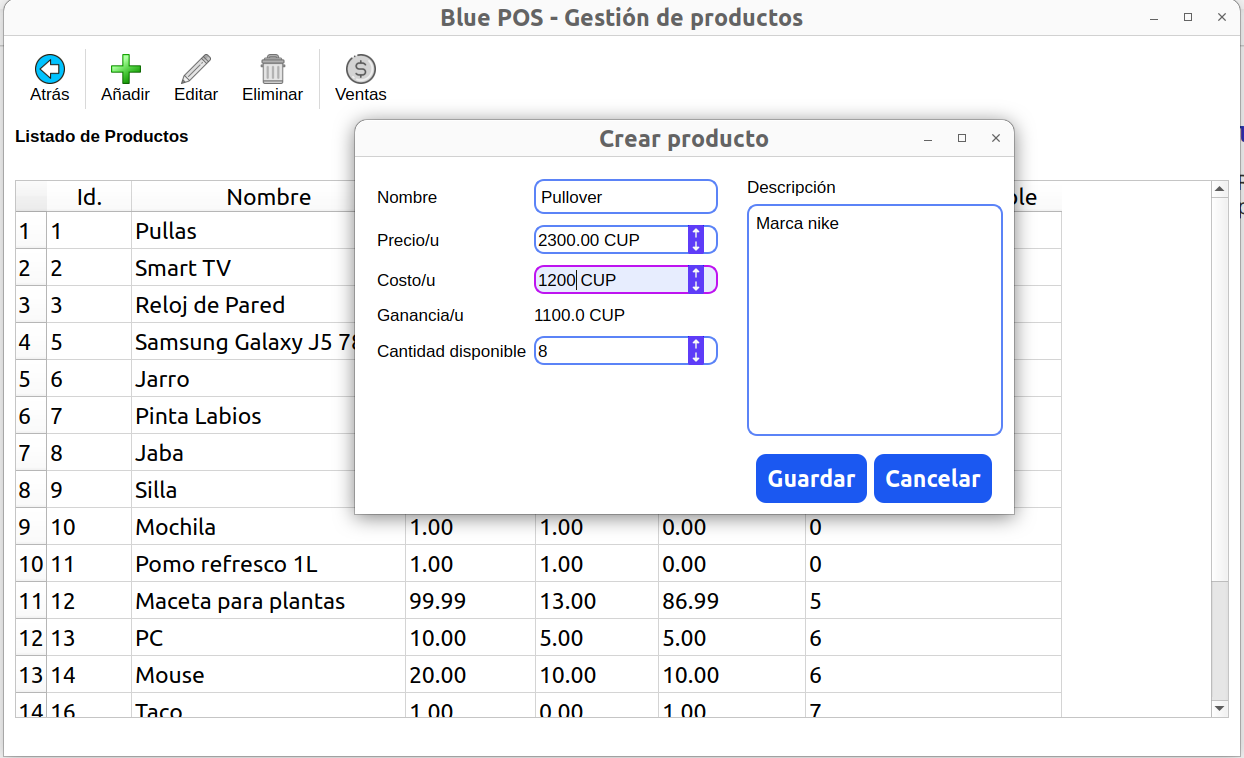 Blue POS - Gestión de productos
Atrás Añadir Editar Eliminar Ventas
Listado de Productos
Crear producto
Nombre Pullover
Precio/u 2300.00 CUP
Costo/u 1200 CUP
Ganancia/u 1100.0 CUP
Cantidad disponible 8
Descripción
Marca nike
Guardar Cancelar
Id. Nombre
1 1 Pullas
2 2 Smart TV
3 3 Reloj de Pared
4 5 Samsung Galaxy J5
5 6 Jarro
6 7 Pinta Labios
7 8 Jaba
8 9 Silla
9 10 Mochila 1.00 1.00 0.00 0
10 11 Pomo refresco 1L 1.00 1.00 0.00 0
11 12 Maceta para plantas 99.99 13.00 86.99 5
12 13 PC 10.00 5.00 5.00 6
13 14 Mouse 20.00 10.00 10.00 6
14 16 Taco 1.00 0.00 1.00 7